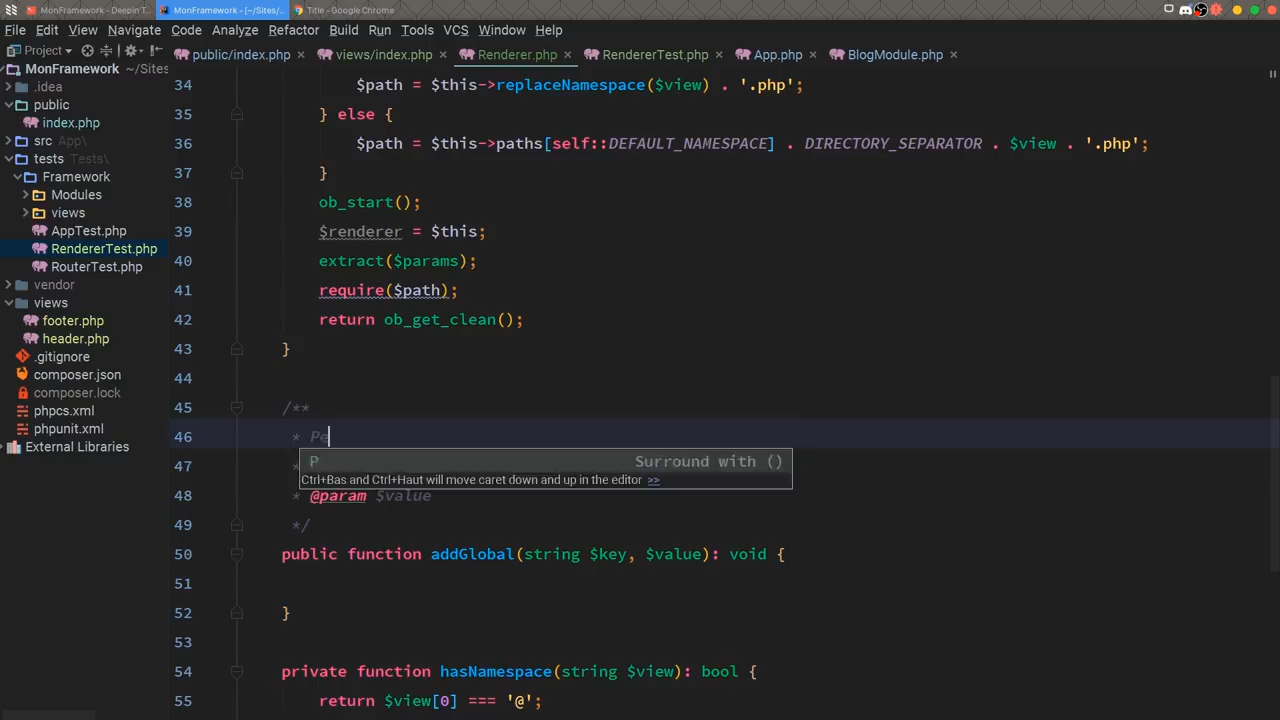 MonFramework - Deepin T...
MonFramework - [~/Sites/...
Title - Google Chrome
File Edit View Navigate Code Analyze Refactor Build Run Tools VCS Window Help
Project
public/index.php
views/index.php
Renderer.php
RendererTest.php
App.php
BlogModule.php
MonFramework ~/Sites
.idea
public
index.php
src App\
tests Tests\
Framework
Modules
views
AppTest.php
RendererTest.php
RouterTest.php
vendor
views
footer.php
header.php
.gitignore
composer.json
composer.lock
phpcs.xml
phpunit.xml
External Libraries
34 $path = $this->replaceNamespace($view) . '.php';
35 } else {
36 $path = $this->paths[self::DEFAULT_NAMESPACE] . DIRECTORY_SEPARATOR . $view . '.php';
37 }
38 ob_start();
39 $renderer = $this;
40 extract($params);
41 require($path);
42 return ob_get_clean();
43 }
44
45 /**
46 * Pe
P Surround with ()
47 *
Ctrl+Bas and Ctrl+Haut will move caret down and up in the editor >>
48 * @param $value
49 */
50 public function addGlobal(string $key, $value): void {
51
52 }
53
54 private function hasNamespace(string $view): bool {
55 return $view[0] === '@';